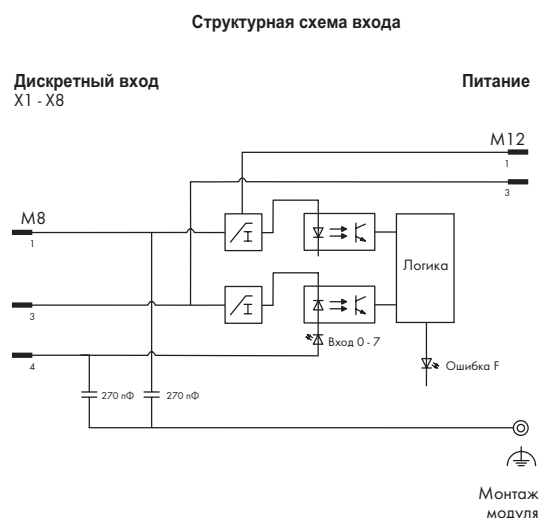 Структурная схема входа
Дискретный вход
X1 - X8
Питание
M12
1
3
M8
1
I
Логика
3
I
Вход 0 - 7
4
Ошибка F
270 пФ
270 пФ
Монтаж
модуля